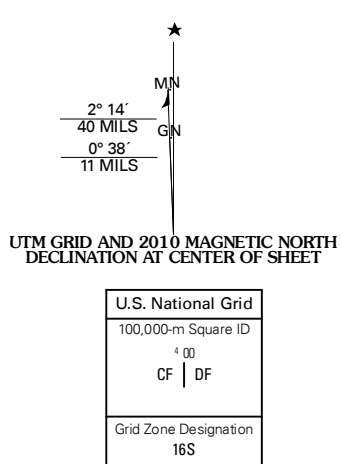 MN
2° 14´
40 MILS
GN
0° 38´
11 MILS
UTM GRID AND 2010 MAGNETIC NORTH
DECLINATION AT CENTER OF SHEET
U.S. National Grid
100,000-m Square ID
4 00
CF DF
Grid Zone Designation
16S